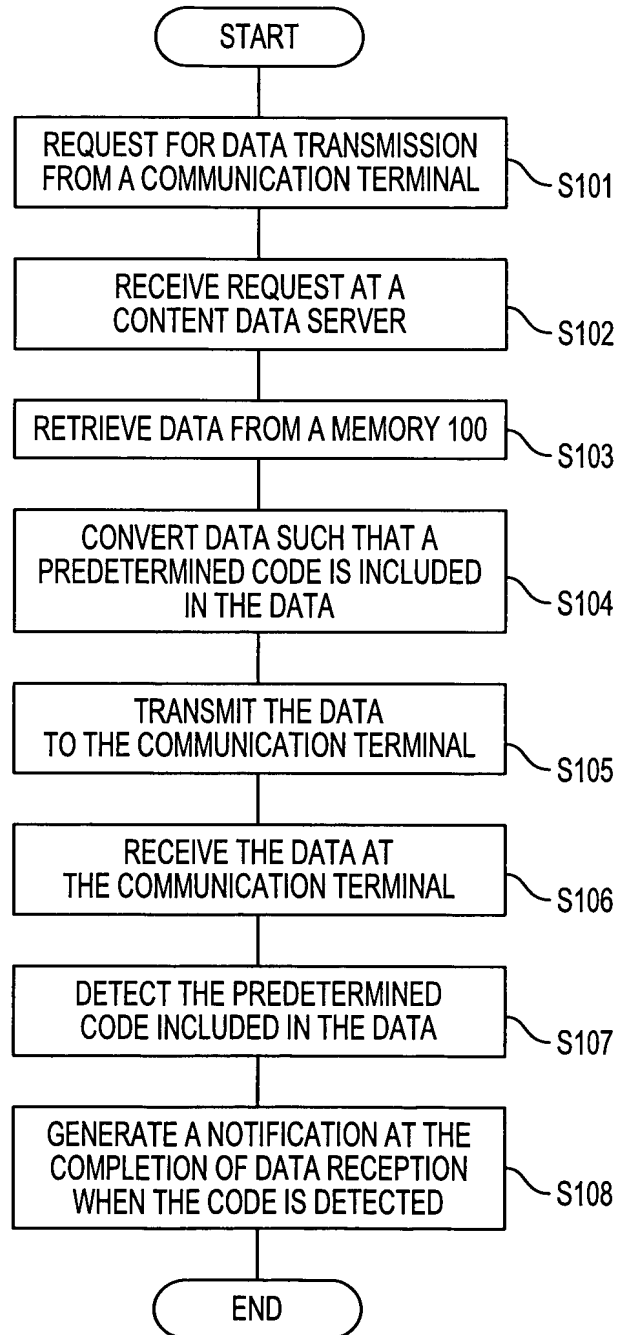 START
REQUEST FOR DATA TRANSMISSION
FROM A COMMUNICATION TERMINAL
S101
RECEIVE REQUEST AT A
CONTENT DATA SERVER
S102
RETRIEVE DATA FROM A MEMORY 100
S103
CONVERT DATA SUCH THAT A
PREDETERMINED CODE IS INCLUDED
IN THE DATA
S104
TRANSMIT THE DATA
TO THE COMMUNICATION TERMINAL
S105
RECEIVE THE DATA AT
THE COMMUNICATION TERMINAL
S106
DETECT THE PREDETERMINED
CODE INCLUDED IN THE DATA
S107
GENERATE A NOTIFICATION AT THE
COMPLETION OF DATA RECEPTION
WHEN THE CODE IS DETECTED
S108
END